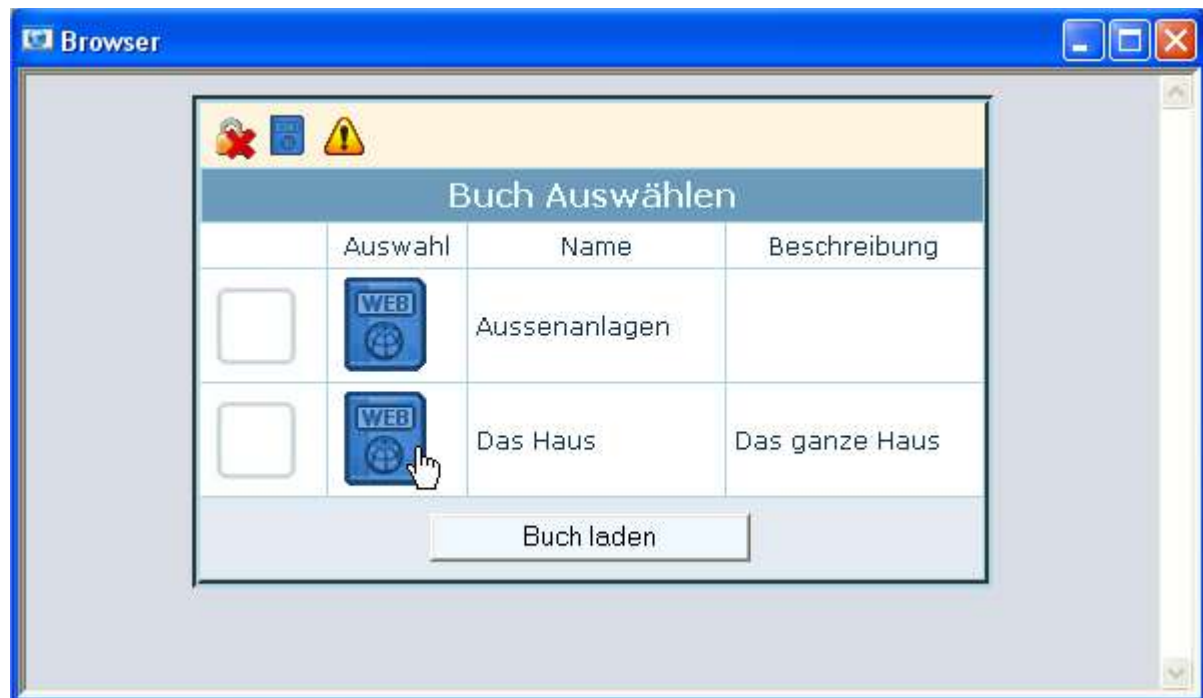 Browser
Buch Auswählen
Auswahl Name Beschreibung
WEB Aussenanlagen
WEB Das Haus Das ganze Haus
Buch laden